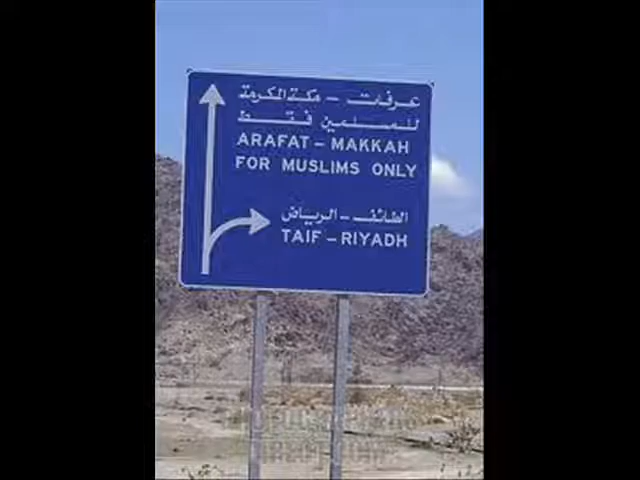 عرفات - مكة المكرمة
للمسلمين فقط
ARAFAT - MAKKAH
FOR MUSLIMS ONLY
الطائف - الرياض
TAIF - RIYADH